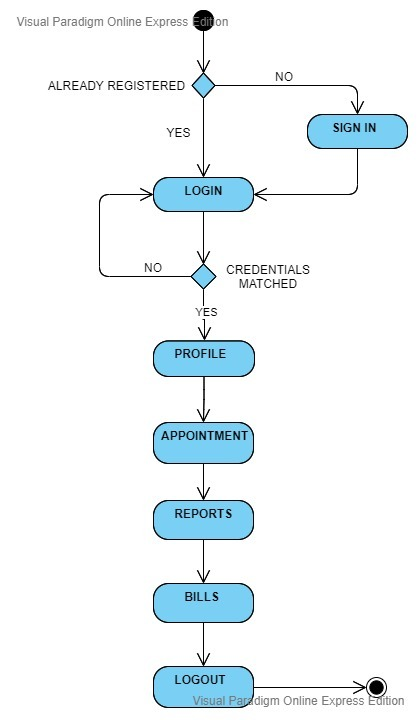 Visual Paradigm Online Express Edition
ALREADY REGISTERED
NO
SIGN IN
YES
LOGIN
NO
CREDENTIALS
MATCHED
YES
PROFILE
APPOINTMENT
REPORTS
BILLS
LOGOUT
Visual Paradigm Online Express Edition